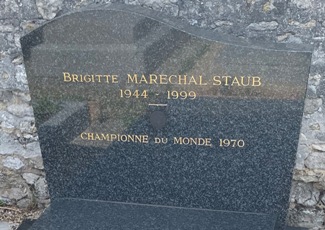 BRIGITTE MARECHAL STAUB
1944 - 1999
CHAMPIONNE DU MONDE 1970